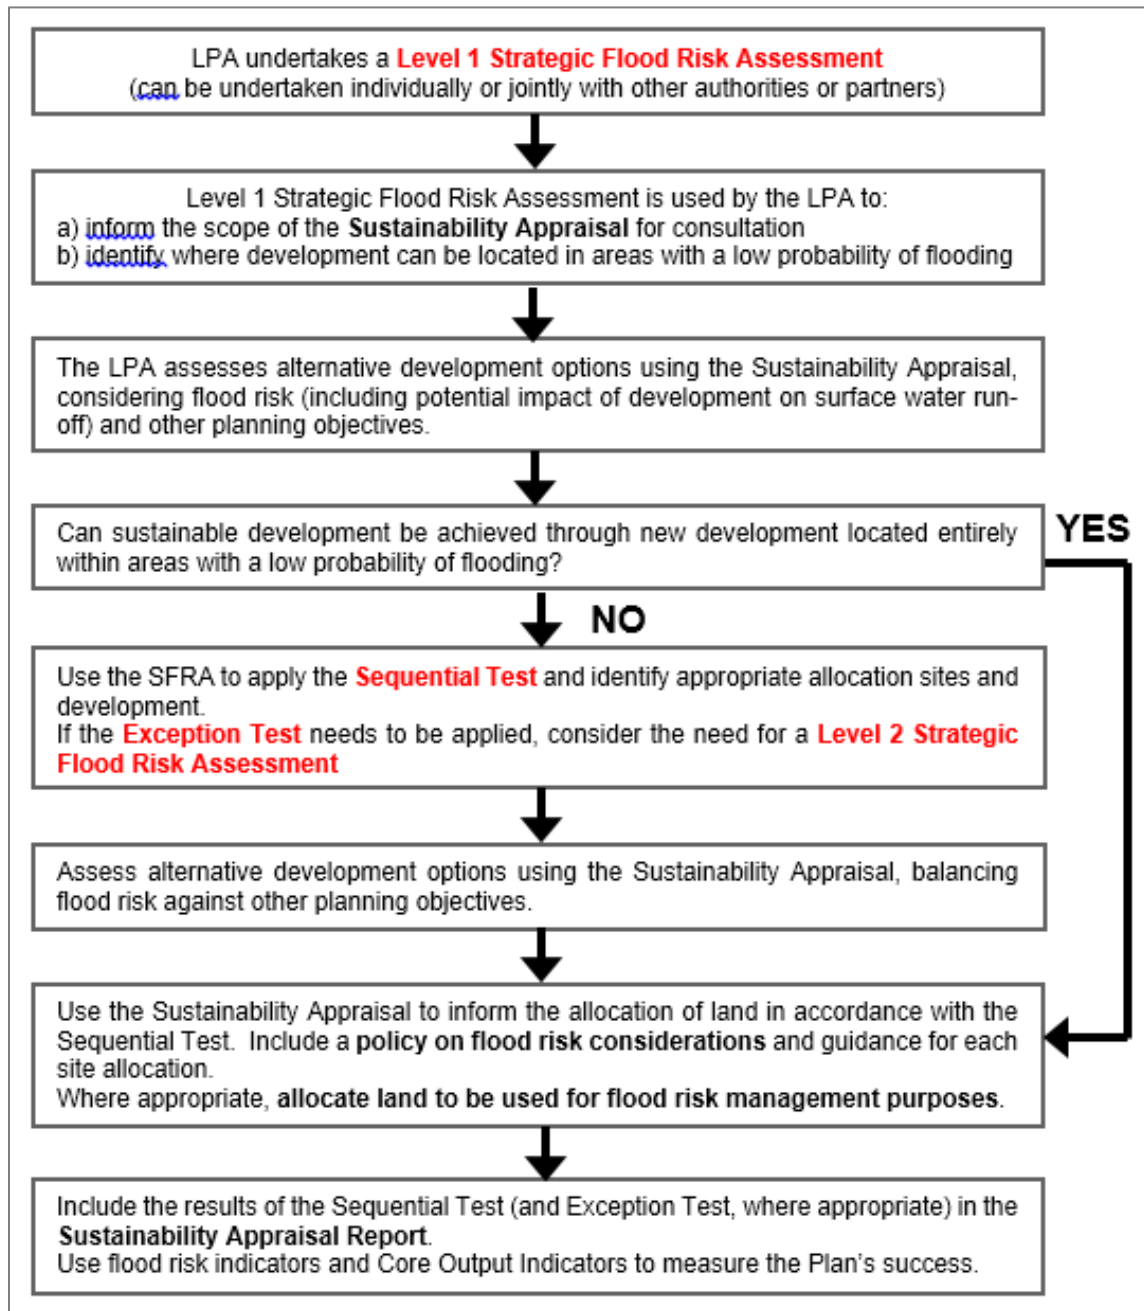 LPA undertakes a Level 1 Strategic Flood Risk Assessment
(can be undertaken individually or jointly with other authorities or partners)
Level 1 Strategic Flood Risk Assessment is used by the LPA to:
a) inform the scope of the Sustainability Appraisal for consultation
b) identify where development can be located in areas with a low probability of flooding
The LPA assesses alternative development options using the Sustainability Appraisal,
considering flood risk (including potential impact of development on surface water run-
off) and other planning objectives.
Can sustainable development be achieved through new development located entirely
within areas with a low probability of flooding?
YES
NO
Use the SFRA to apply the Sequential Test and identify appropriate allocation sites and
development.
If the Exception Test needs to be applied, consider the need for a Level 2 Strategic
Flood Risk Assessment
Assess alternative development options using the Sustainability Appraisal, balancing
flood risk against other planning objectives.
Use the Sustainability Appraisal to inform the allocation of land in accordance with the
Sequential Test. Include a policy on flood risk considerations and guidance for each
site allocation.
Where appropriate, allocate land to be used for flood risk management purposes.
Include the results of the Sequential Test (and Exception Test, where appropriate) in the
Sustainability Appraisal Report.
Use flood risk indicators and Core Output Indicators to measure the Plan's success.